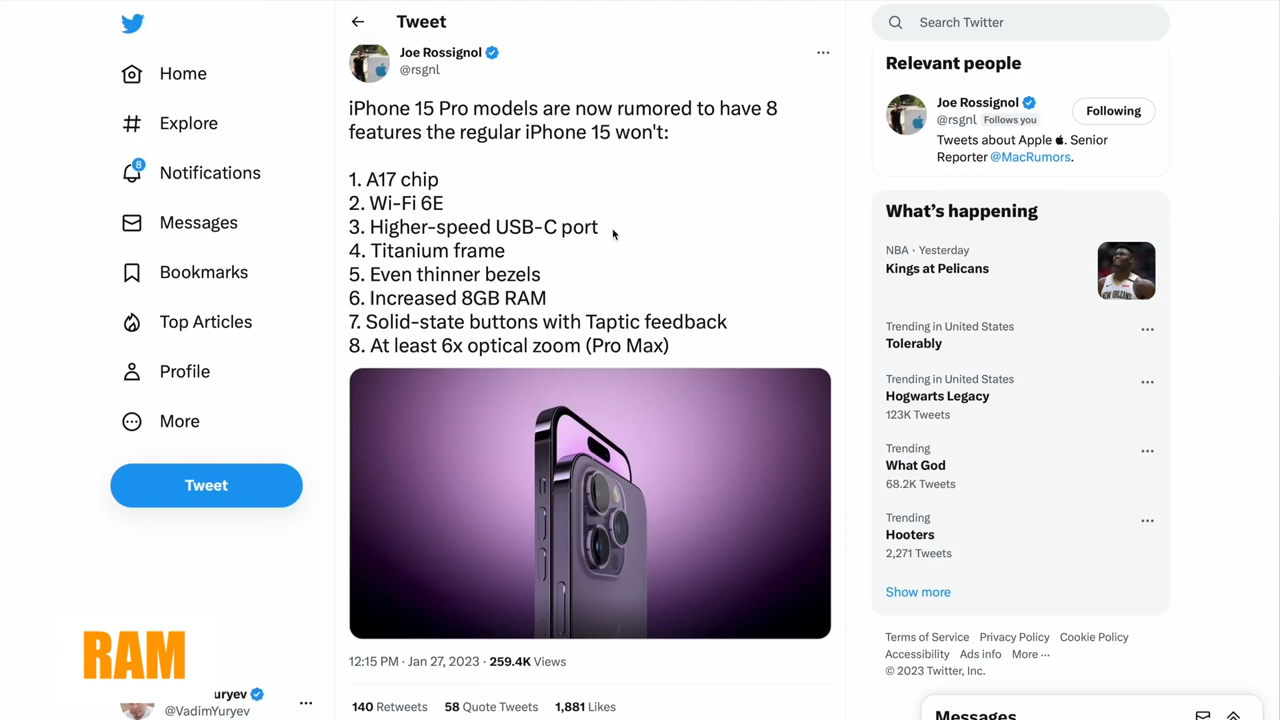 Home
Explore
8
Notifications
Messages
Bookmarks
Top Articles
Profile
More
Tweet
RAM
uryev
@VadimYuryev
Tweet
Joe Rossignol
@rsgnl
iPhone 15 Pro models are now rumored to have 8
features the regular iPhone 15 won't:
1. A17 chip
2. Wi-Fi 6E
3. Higher-speed USB-C port
4. Titanium frame
5. Even thinner bezels
6. Increased 8GB RAM
7. Solid-state buttons with Taptic feedback
8. At least 6x optical zoom (Pro Max)
12:15 PM · Jan 27, 2023 · 259.4K Views
140 Retweets 58 Quote Tweets 1,881 Likes
Search Twitter
Relevant people
Joe Rossignol
@rsgnl Follows you
Following
Tweets about Apple . Senior
Reporter @MacRumors.
What’s happening
NBA · Yesterday
Kings at Pelicans
NEW ORLEANS
Trending in United States
Tolerably
Trending in United States
Hogwarts Legacy
123K Tweets
Trending
What God
68.2K Tweets
Trending
Hooters
2,271 Tweets
Show more
Terms of Service Privacy Policy Cookie Policy
Accessibility Ads info More ···
© 2023 Twitter, Inc.
Messages